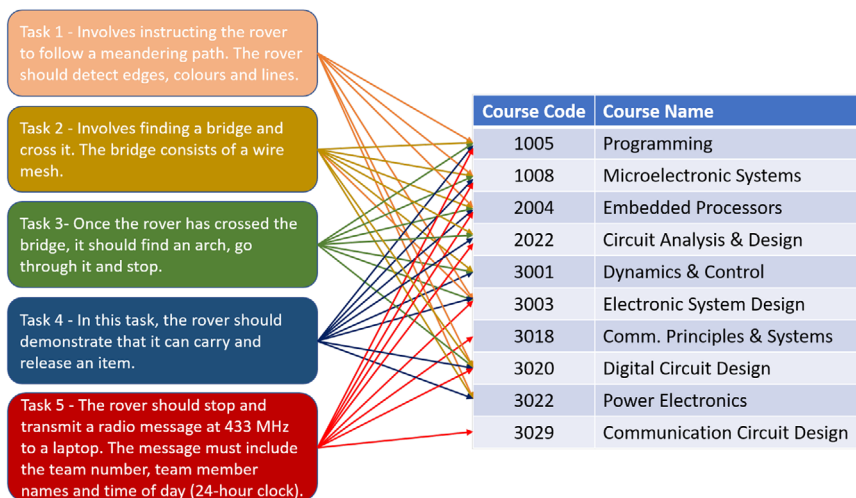 Task 1 - Involves instructing the rover
to follow a meandering path. The rover
should detect edges, colours and lines.
Task 2 - Involves finding a bridge and
cross it. The bridge consists of a wire
mesh.
Task 3- Once the rover has crossed the
bridge, it should find an arch, go
through it and stop.
Task 4 - In this task, the rover should
demonstrate that it can carry and
release an item.
Task 5 - The rover should stop and
transmit a radio message at 433 MHz
to a laptop. The message must include
the team number, team member
names and time of day (24-hour clock).
Course Code Course Name
1005 Programming
1008 Microelectronic Systems
2004 Embedded Processors
2022 Circuit Analysis & Design
3001 Dynamics & Control
3003 Electronic System Design
3018 Comm. Principles & Systems
3020 Digital Circuit Design
3022 Power Electronics
3029 Communication Circuit Design